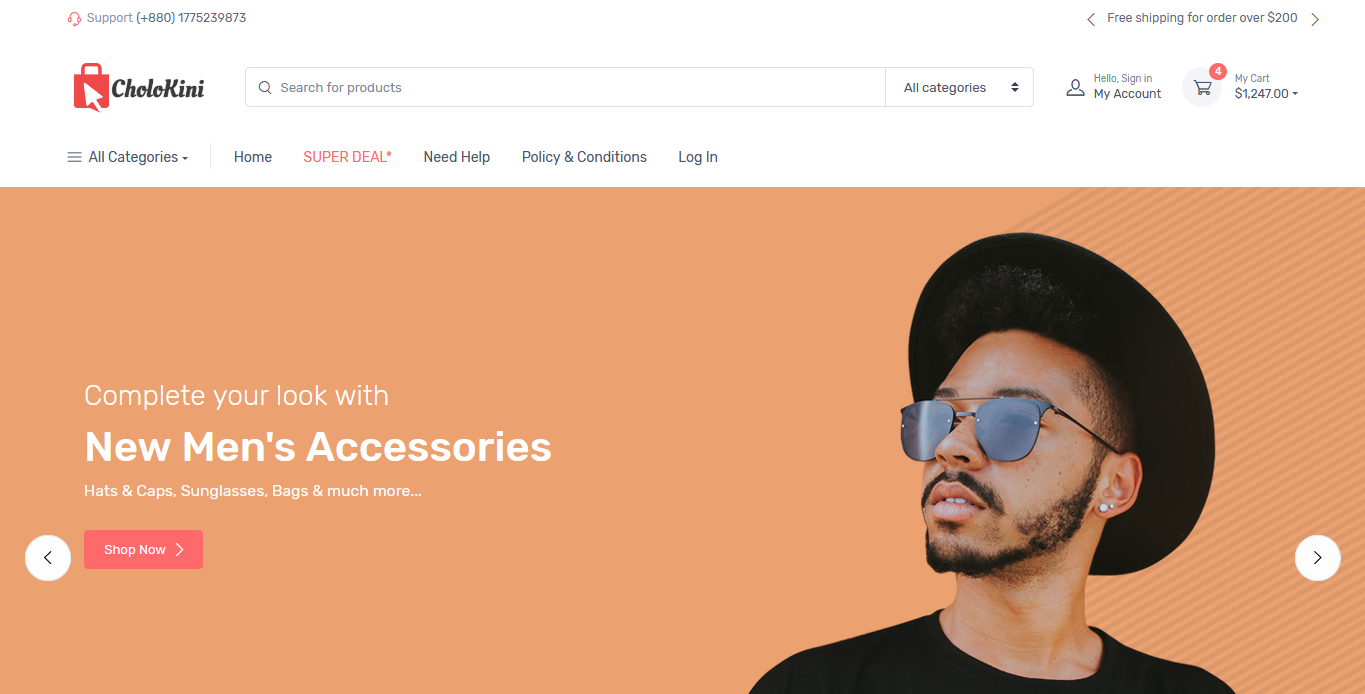 Support (+880) 1775239873
Free shipping for order over $200
CholoKini
Search for products
All categories
Hello, Sign in
My Account
4
My Cart
$1,247.00
All Categories
Home
SUPER DEAL*
Need Help
Policy & Conditions
Log In
Complete your look with
New Men's Accessories
Hats & Caps, Sunglasses, Bags & much more...
Shop Now